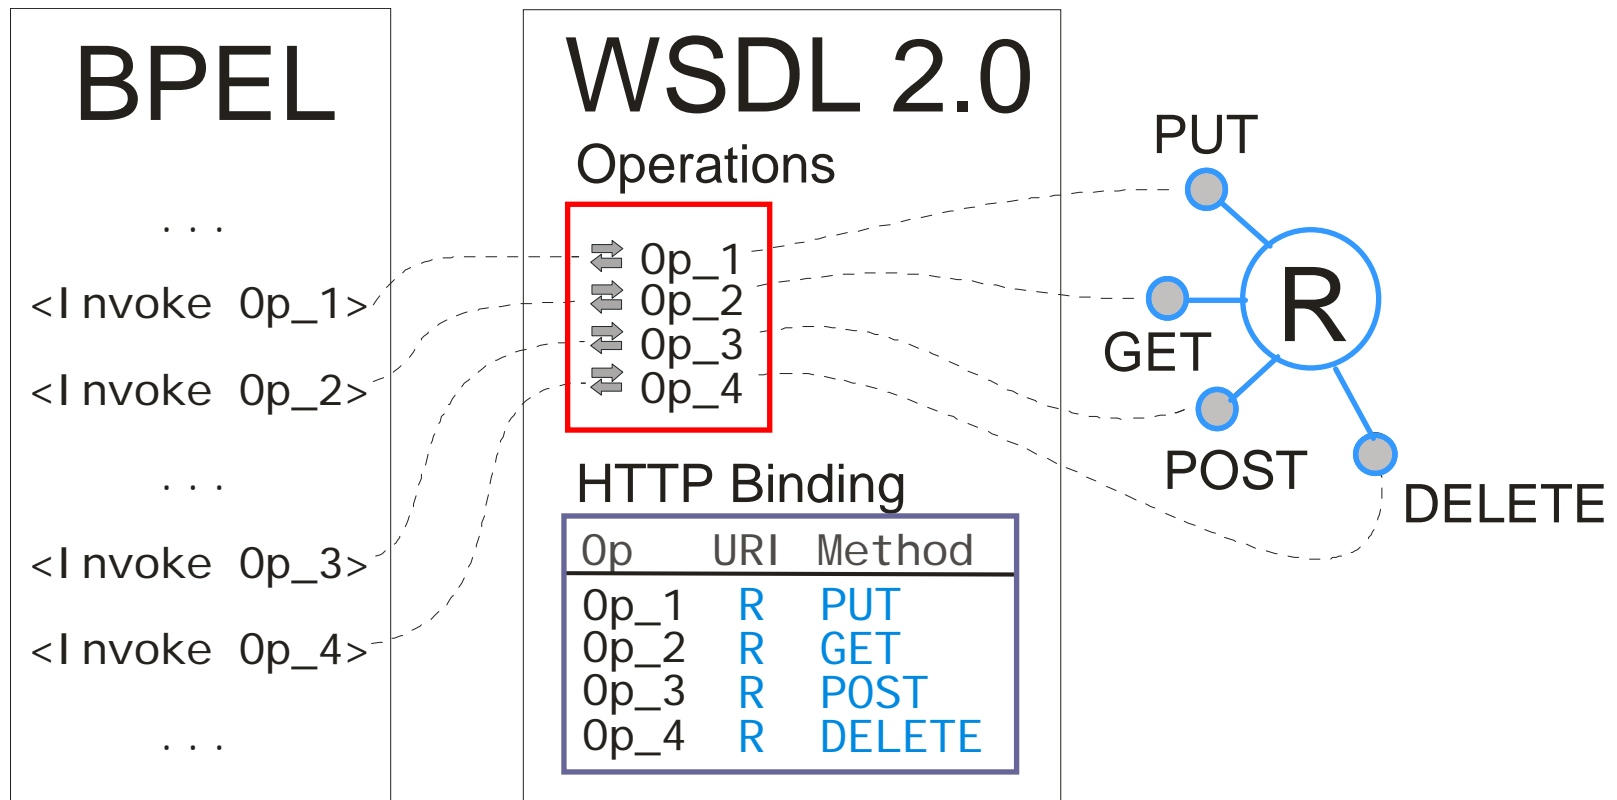 BPEL
. . .
<Invoke Op_1>
<Invoke Op_2>
. . .
<Invoke Op_3>
<Invoke Op_4>
. . .
WSDL 2.0
Operations
Op_1
Op_2
Op_3
Op_4
HTTP Binding
Op URI Method
Op_1 R PUT
Op_2 R GET
Op_3 R POST
Op_4 R DELETE
PUT
GET
R
POST
DELETE